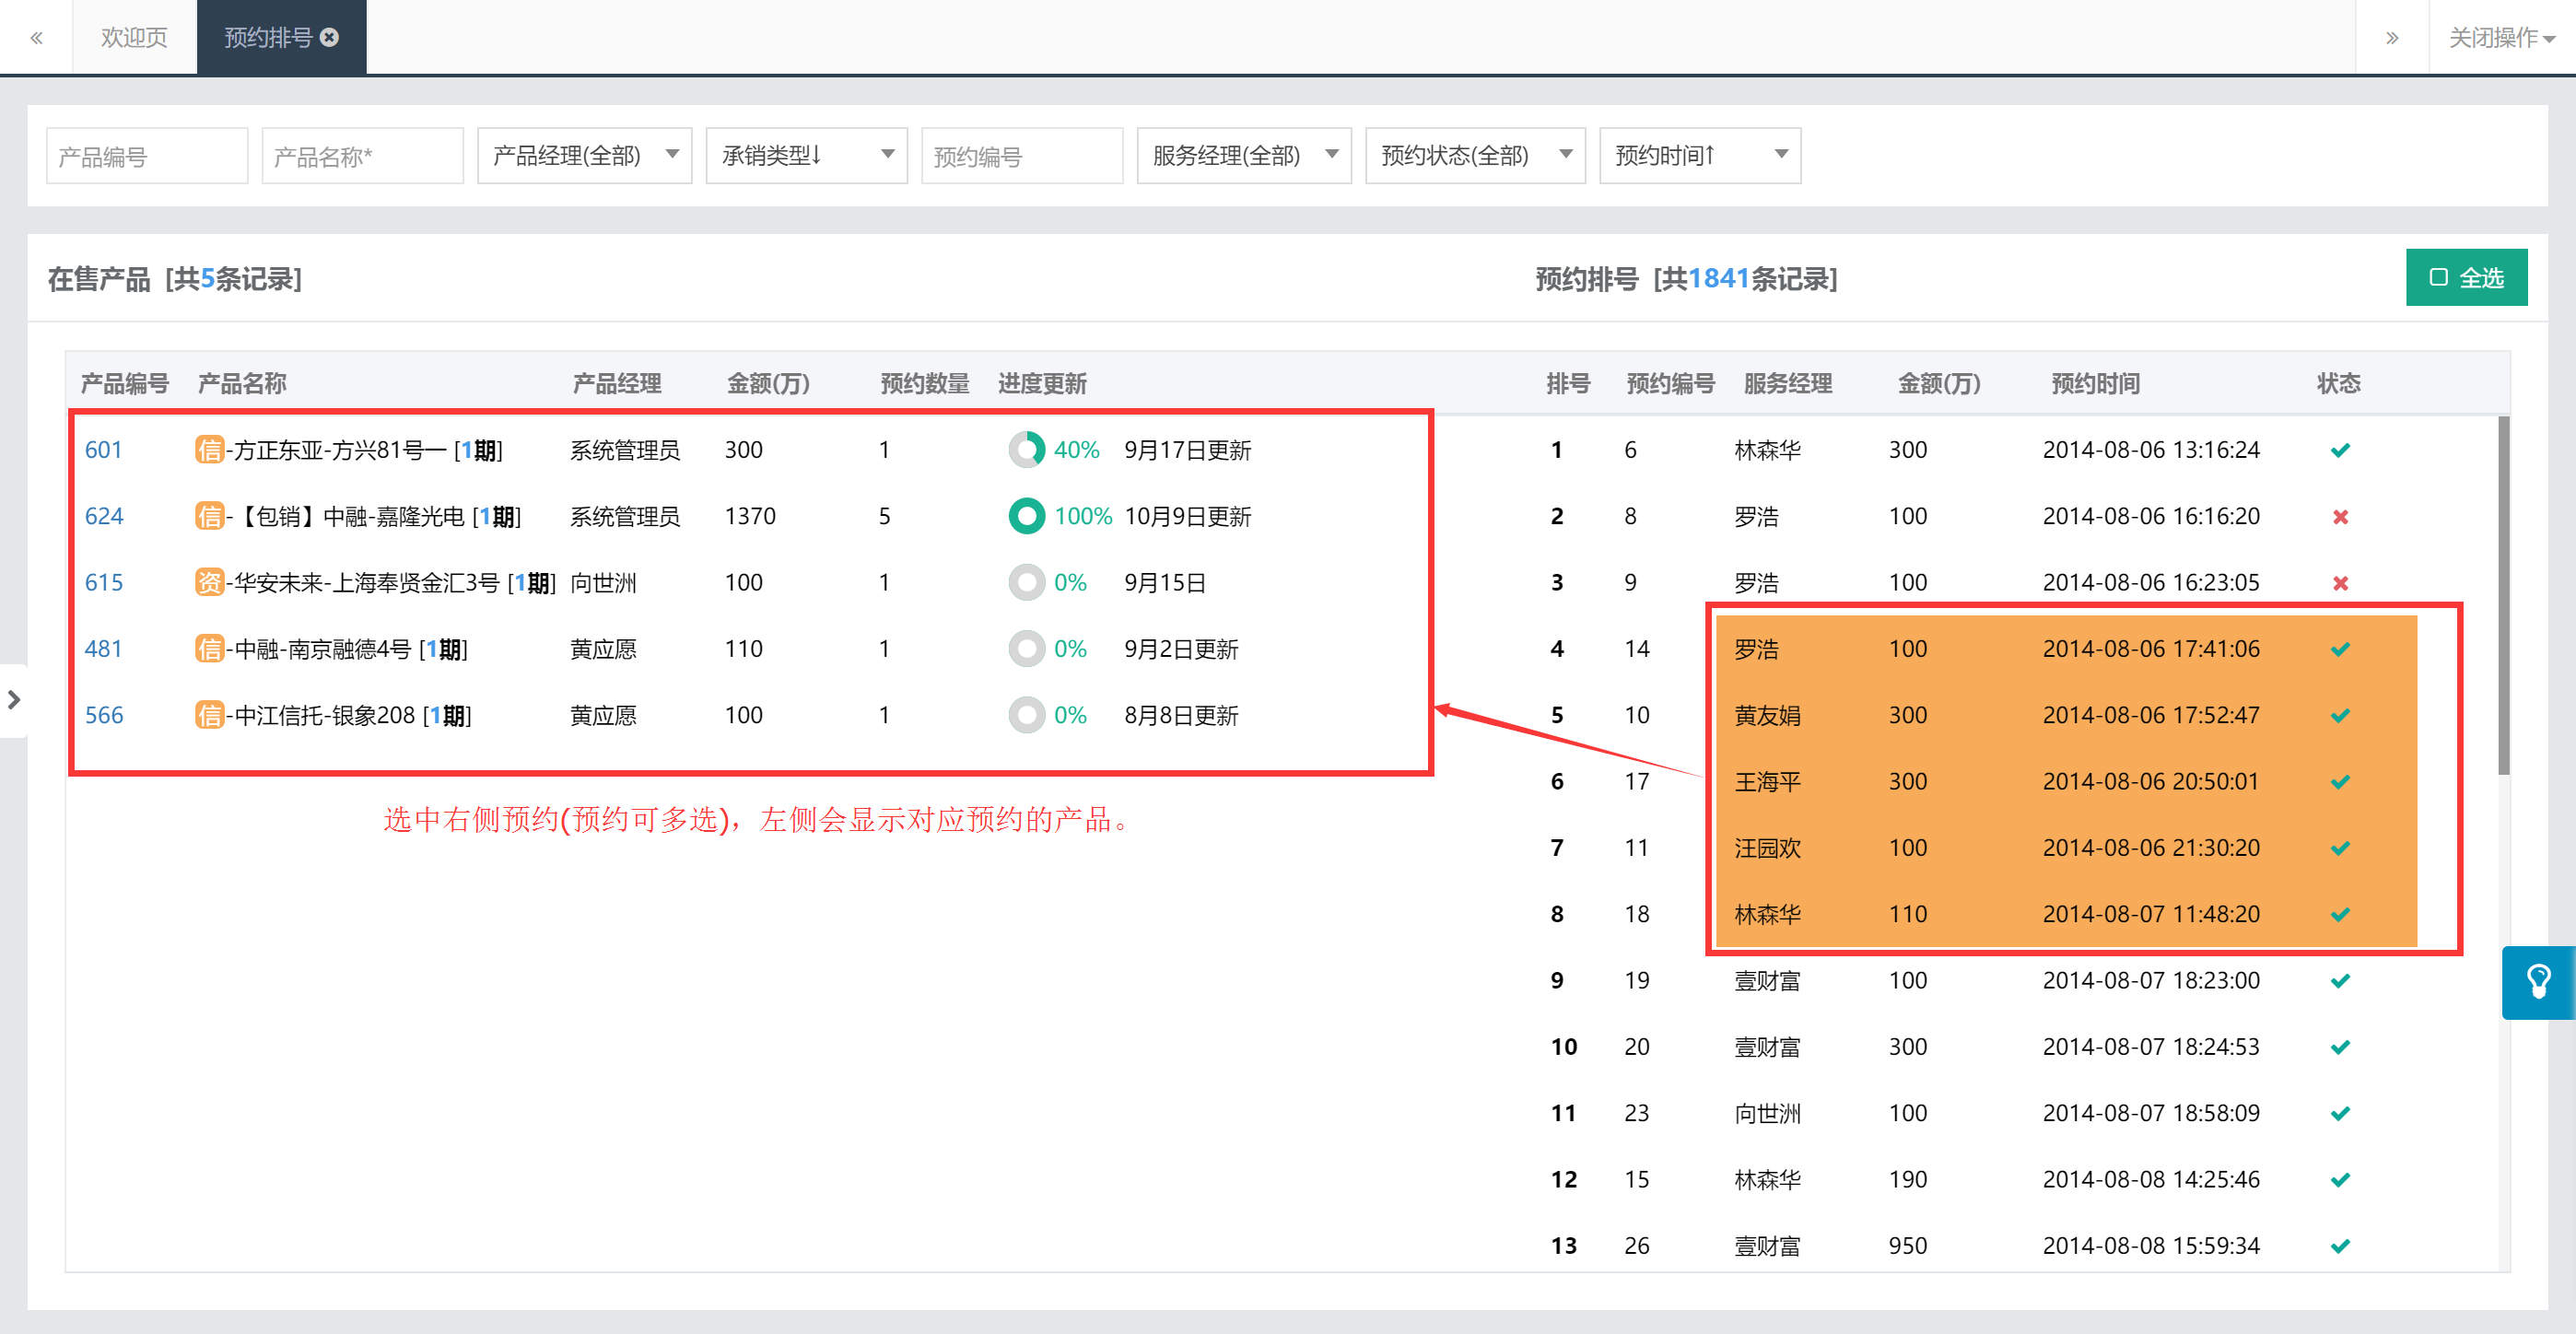 «  欢迎页  预约排号  »  关闭操作
产品编号  产品名称*  产品经理(全部)  承销类型↓  预约编号  服务经理(全部)  预约状态(全部)  预约时间↑
在售产品 [共5条记录]  预约排号 [共1841条记录]  全选
产品编号  产品名称  产品经理  金额(万)  预约数量  进度更新  排号  预约编号  服务经理  金额(万)  预约时间  状态
601  信-方正东亚-方兴81号一 [1期]  系统管理员  300  1  40%  9月17日更新  1  6  林森华  300  2014-08-06 13:16:24
624  信-【包销】中融-嘉隆光电 [1期]  系统管理员  1370  5  100%  10月9日更新  2  8  罗浩  100  2014-08-06 16:16:20
615  资-华安未来-上海奉贤金汇3号 [1期]  向世洲  100  1  0%  9月15日  3  9  罗浩  100  2014-08-06 16:23:05
481  信-中融-南京融德4号 [1期]  黄应愿  110  1  0%  9月2日更新  4  14  罗浩  100  2014-08-06 17:41:06
566  信-中江信托-银象208 [1期]  黄应愿  100  1  0%  8月8日更新  5  10  黄友娟  300  2014-08-06 17:52:47
6  17  王海平  300  2014-08-06 20:50:01
选中右侧预约(预约可多选)，左侧会显示对应预约的产品。
7  11  汪园欢  100  2014-08-06 21:30:20
8  18  林森华  110  2014-08-07 11:48:20
9  19  壹财富  100  2014-08-07 18:23:00
10  20  壹财富  300  2014-08-07 18:24:53
11  23  向世洲  100  2014-08-07 18:58:09
12  15  林森华  190  2014-08-08 14:25:46
13  26  壹财富  950  2014-08-08 15:59:34